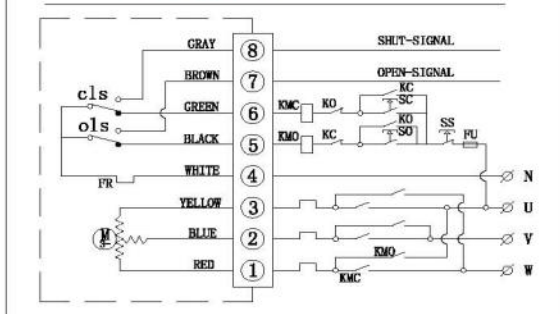 GRAY 8 SHUT-SIGNAL
BROWN 7 OPEN-SIGNAL
KC
cls GREEN 6 KMC KO SC
KO SS
ols BLACK 5 KMO KC SO FU
WHITE 4 N
FR
YELLOW 3 U
BLUE 2 V
M
KMO
RED 1 W
KMC